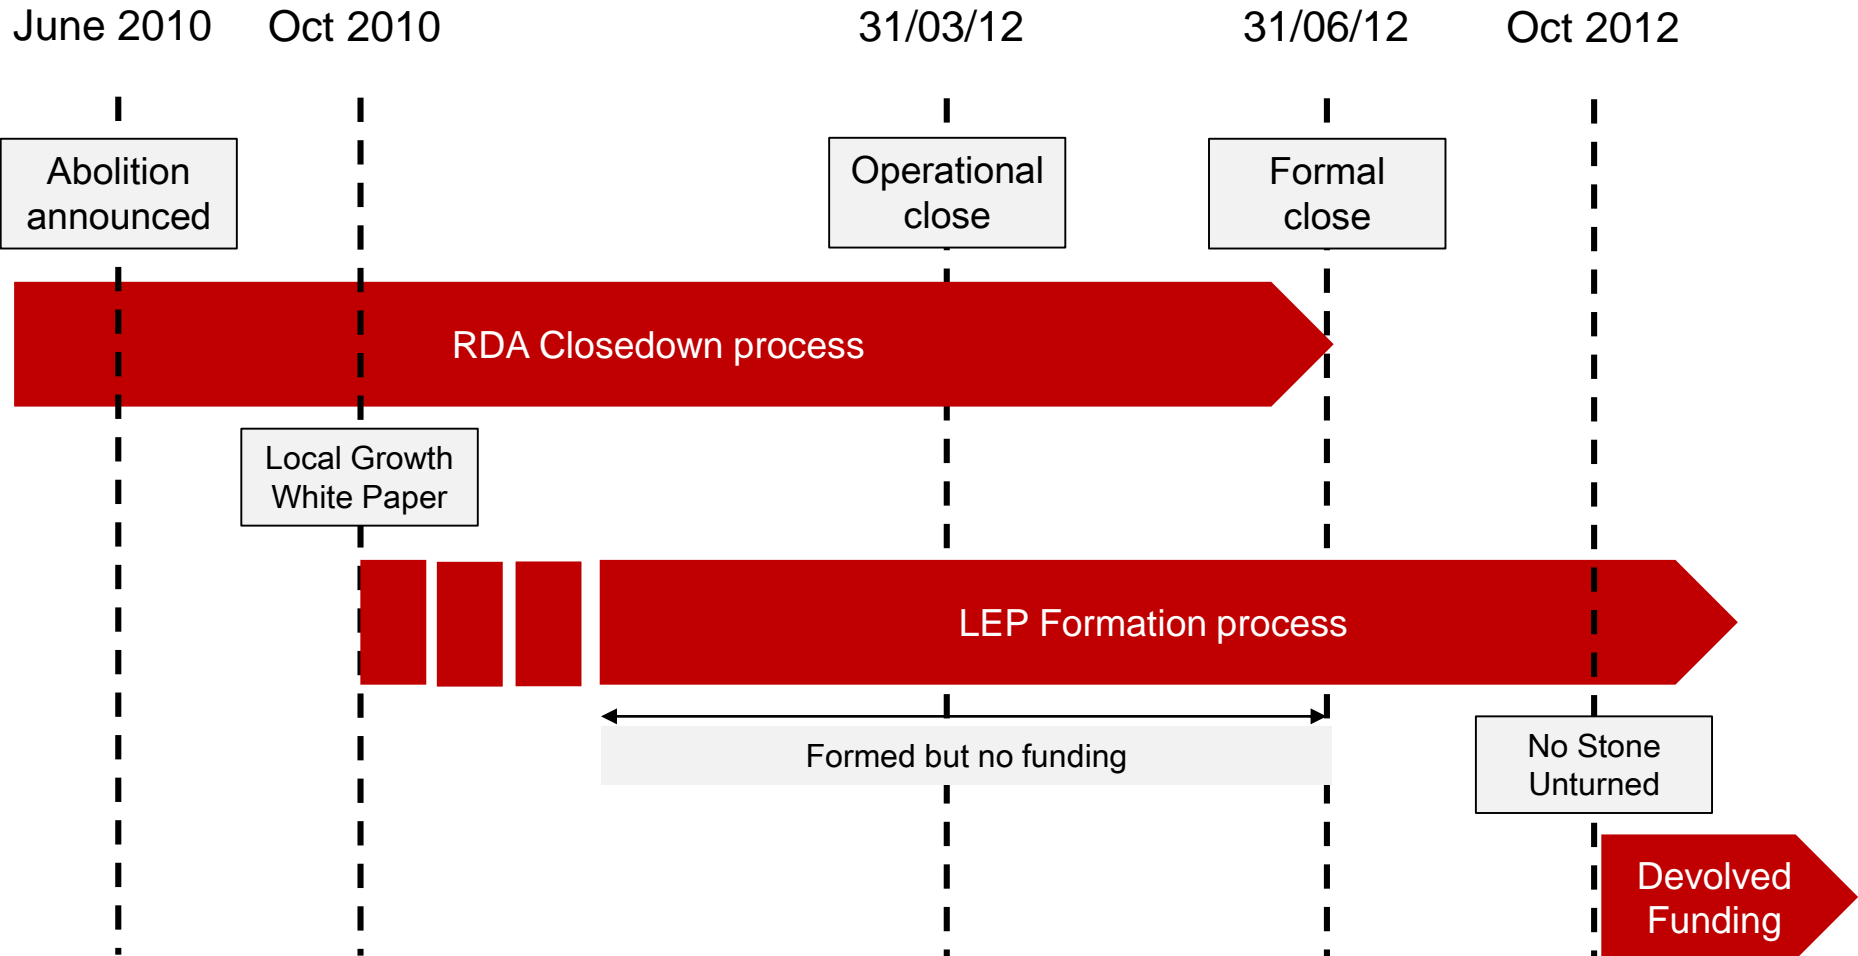 June 2010
Oct 2010
31/03/12
31/06/12
Oct 2012
Abolition
announced
Operational
close
Formal
close
RDA Closedown process
Local Growth
White Paper
LEP Formation process
Formed but no funding
No Stone
Unturned
Devolved
Funding